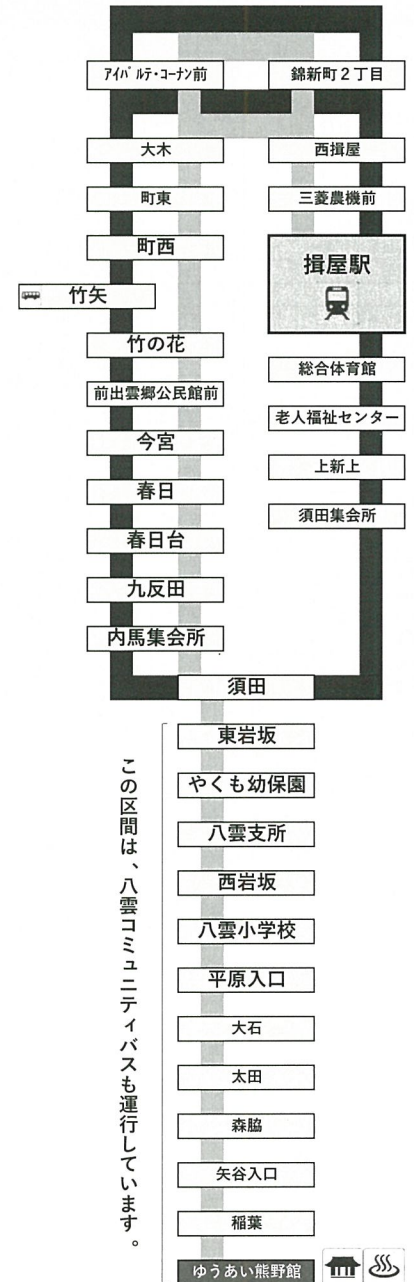 アイパルテ・コーナン前
錦新町2丁目
大木
西揖屋
町東
三菱農機前
町西
揖屋駅
竹矢
竹の花
総合体育館
前出雲郷公民館前
老人福祉センター
今宮
上新上
春日
須田集会所
春日台
九反田
内馬集会所
須田
東岩坂
やくも幼保園
八雲支所
西岩坂
八雲小学校
平原入口
大石
太田
森脇
矢谷入口
稲葉
ゆうあい熊野館
この区間は、八雲コミュニティバスも運行しています。